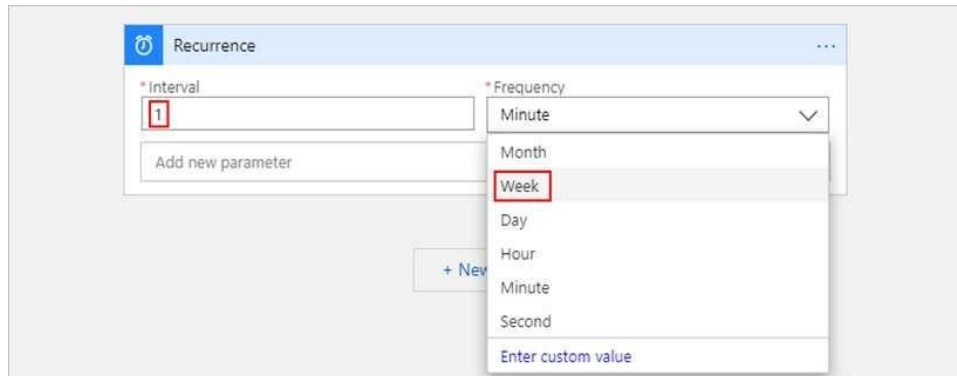 Recurrence
...
*Interval
*Frequency
1
Minute
Add new parameter
Month
Week
Day
Hour
+ New
Minute
Second
Enter custom value